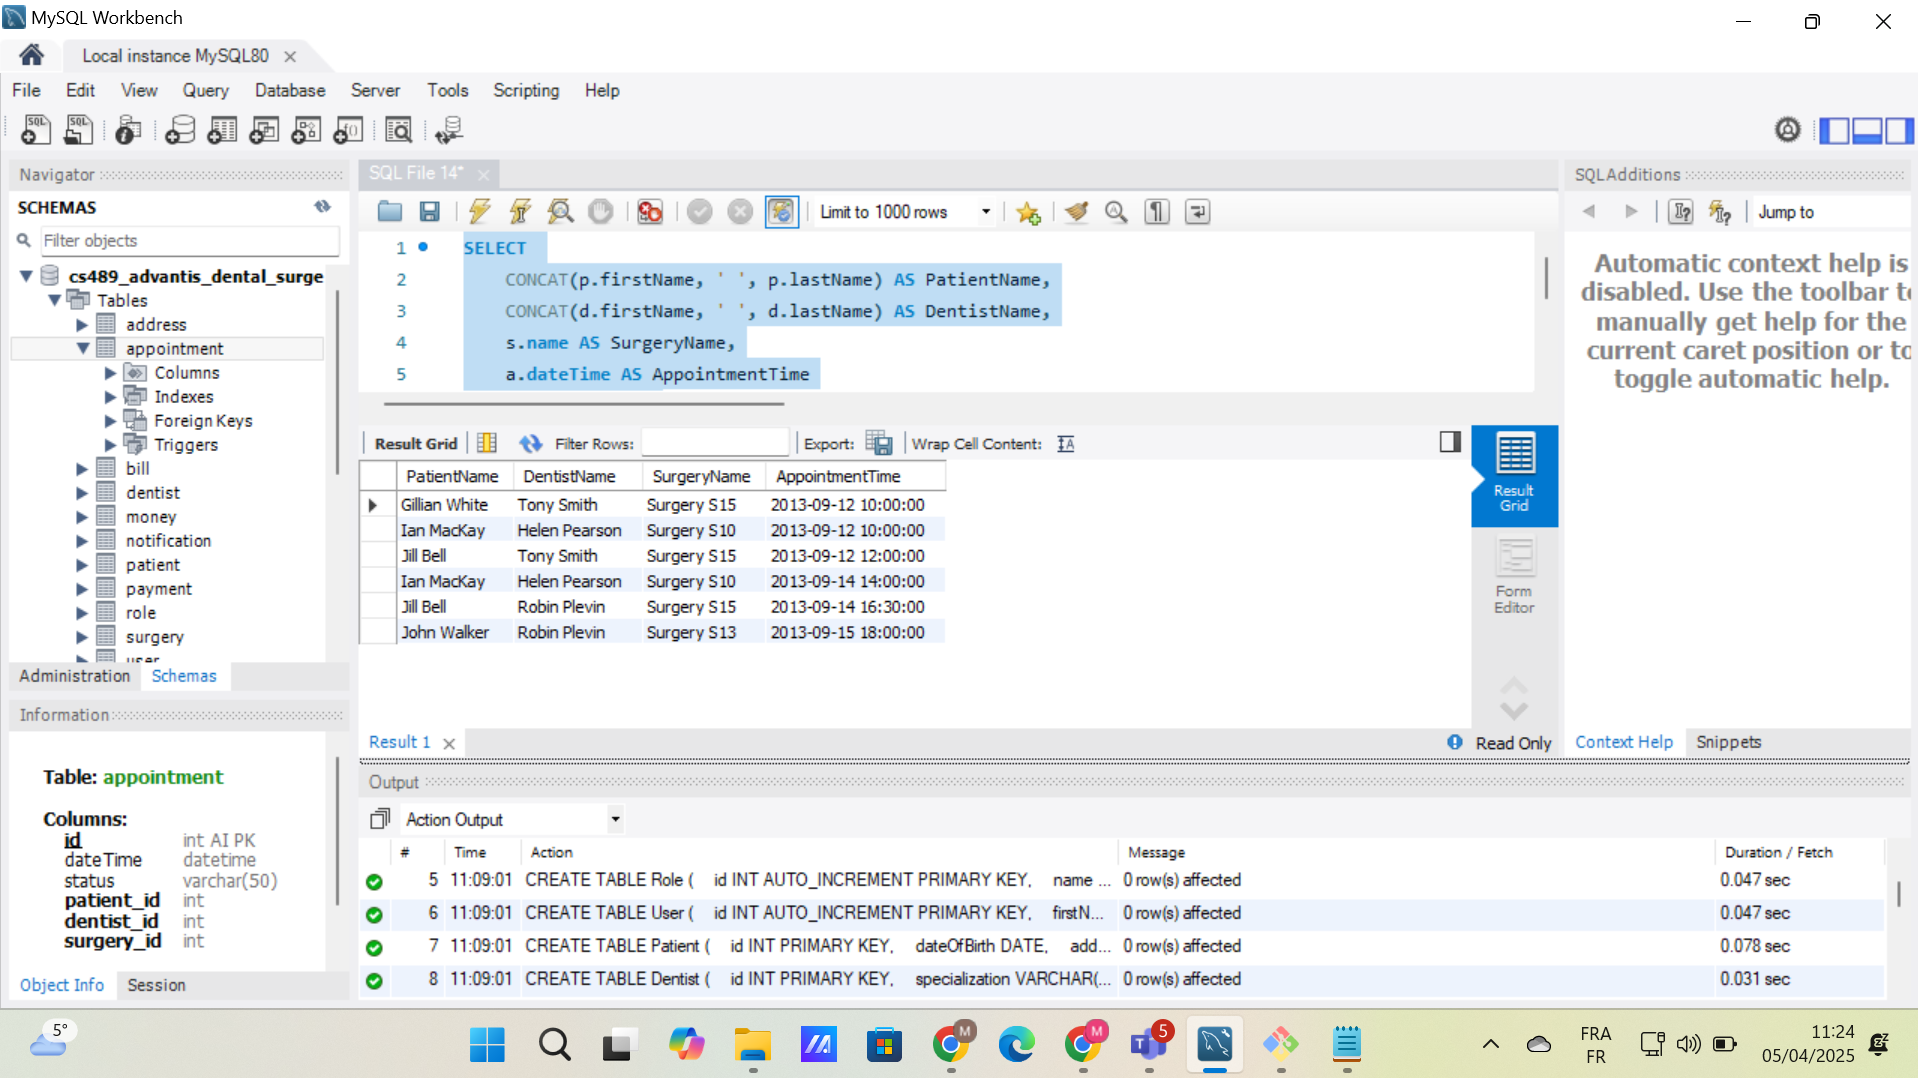 MySQL Workbench
Local instance MySQL80
File Edit View Query Database Server Tools Scripting Help
Navigator
SCHEMAS
Filter objects
cs489_advantis_dental_surge
Tables
address
appointment
Columns
Indexes
Foreign Keys
Triggers
bill
dentist
money
notification
patient
payment
role
surgery
user
Administration Schemas
Information
Table: appointment
Columns:
id int AI PK
dateTime datetime
status varchar(50)
patient_id int
dentist_id int
surgery_id int
Object Info Session
SQL File 14*
Limit to 1000 rows
1 SELECT
2 CONCAT(p.firstName, ' ', p.lastName) AS PatientName,
3 CONCAT(d.firstName, ' ', d.lastName) AS DentistName,
4 s.name AS SurgeryName,
5 a.dateTime AS AppointmentTime
Result Grid Filter Rows: Export: Wrap Cell Content:
PatientName DentistName SurgeryName AppointmentTime
Gillian White Tony Smith Surgery S15 2013-09-12 10:00:00
Ian MacKay Helen Pearson Surgery S10 2013-09-12 10:00:00
Jill Bell Tony Smith Surgery S15 2013-09-12 12:00:00
Ian MacKay Helen Pearson Surgery S10 2013-09-14 14:00:00
Jill Bell Robin Plevin Surgery S15 2013-09-14 16:30:00
John Walker Robin Plevin Surgery S13 2013-09-15 18:00:00
Result
Grid
Form
Editor
Result 1
Read Only
SQLAdditions
Jump to
Automatic context help is
disabled. Use the toolbar to
manually get help for the
current caret position or to
toggle automatic help.
Context Help Snippets
Output
Action Output
# Time Action Message Duration / Fetch
5 11:09:01 CREATE TABLE Role ( id INT AUTO_INCREMENT PRIMARY KEY, name ... 0 row(s) affected 0.047 sec
6 11:09:01 CREATE TABLE User ( id INT AUTO_INCREMENT PRIMARY KEY, firstN... 0 row(s) affected 0.047 sec
7 11:09:01 CREATE TABLE Patient ( id INT PRIMARY KEY, dateOfBirth DATE, add... 0 row(s) affected 0.078 sec
8 11:09:01 CREATE TABLE Dentist ( id INT PRIMARY KEY, specialization VARCHAR(... 0 row(s) affected 0.031 sec
5°
M
M
5
FRA
FR
11:24
05/04/2025